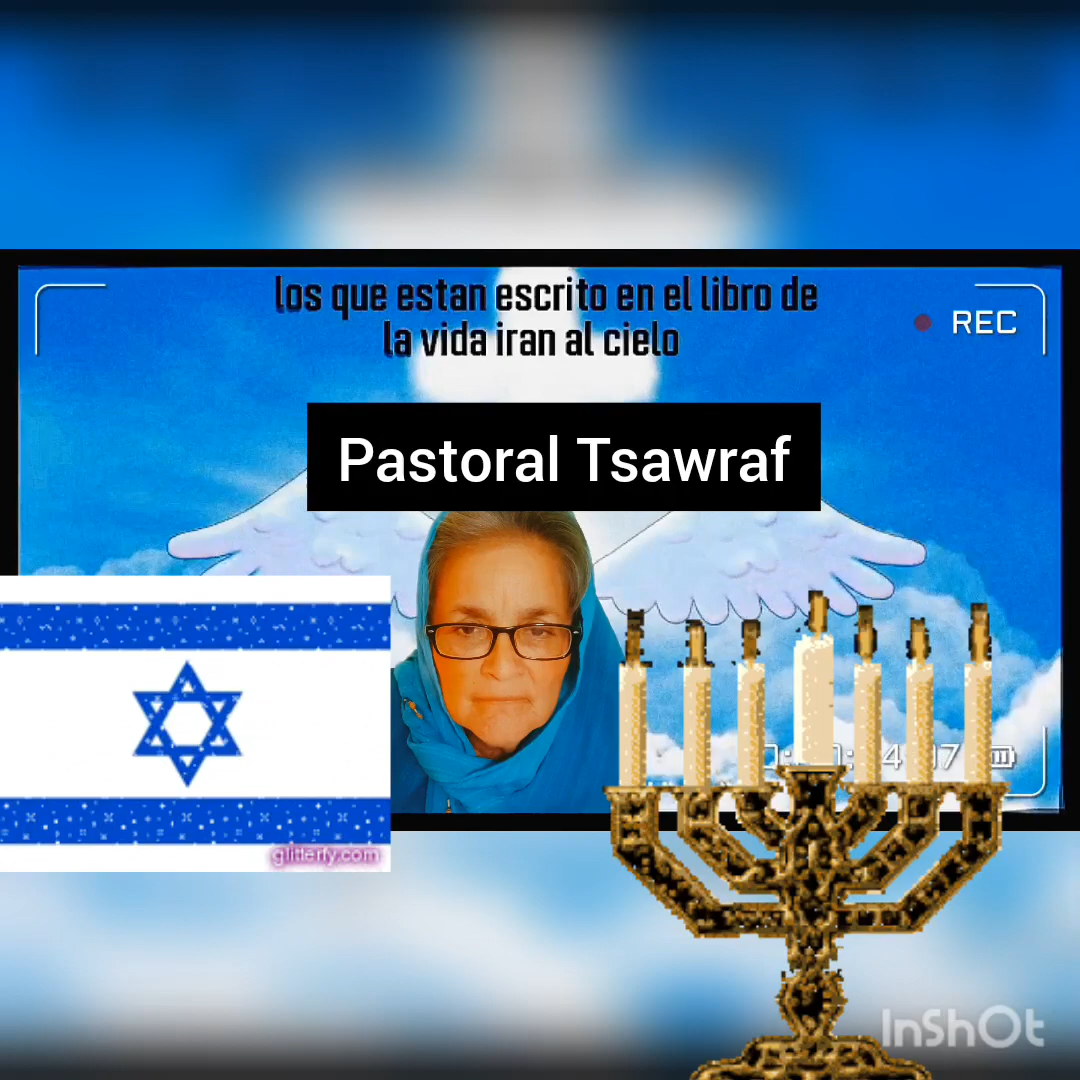 los que estan escrito en el libro de
la vida iran al cielo
REC
Pastoral Tsawraf
glitterfy.com
InShOt